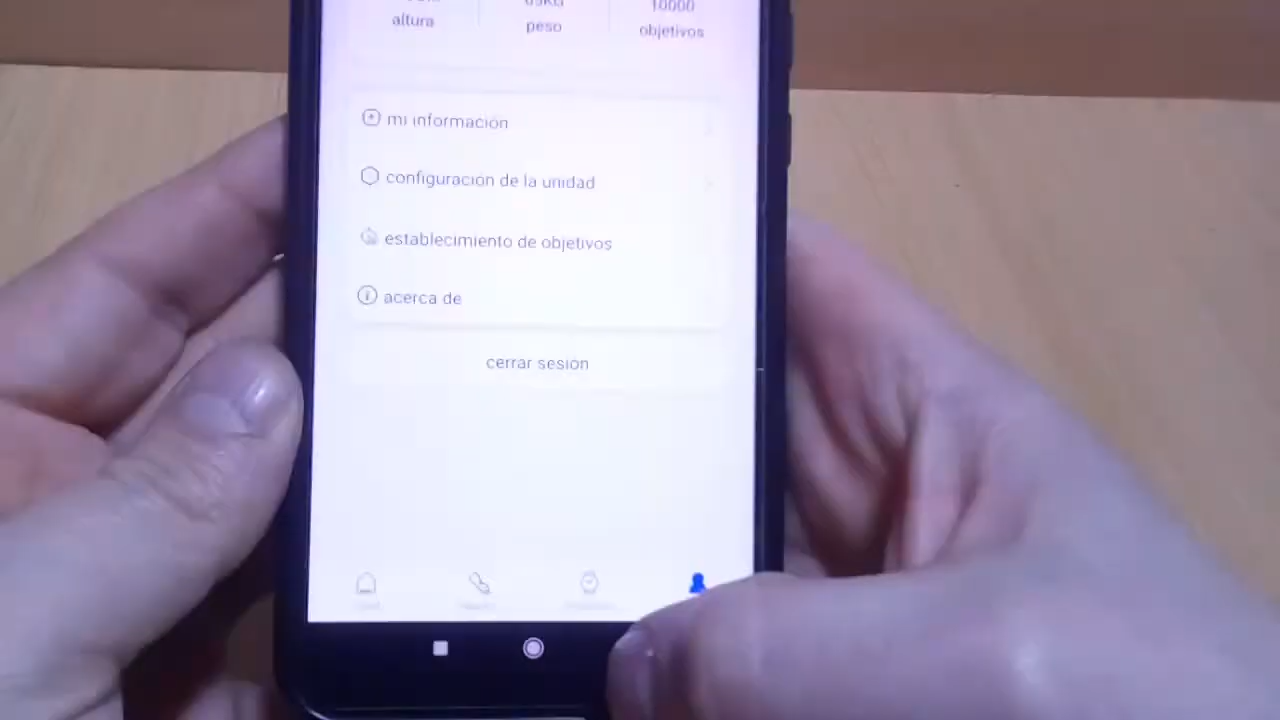 10000
altura
peso
objetivos
mi información
configuración de la unidad
establecimiento de objetivos
acerca de
cerrar sesión